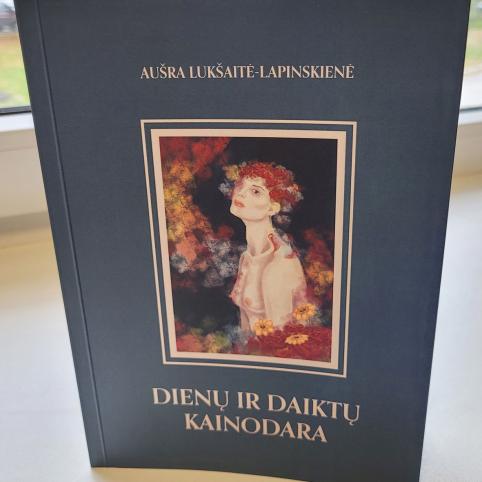 AUŠRA LUKŠAITĖ-LAPINSKIENĖ
DIENŲ IR DAIKTŲ
KAINODARA